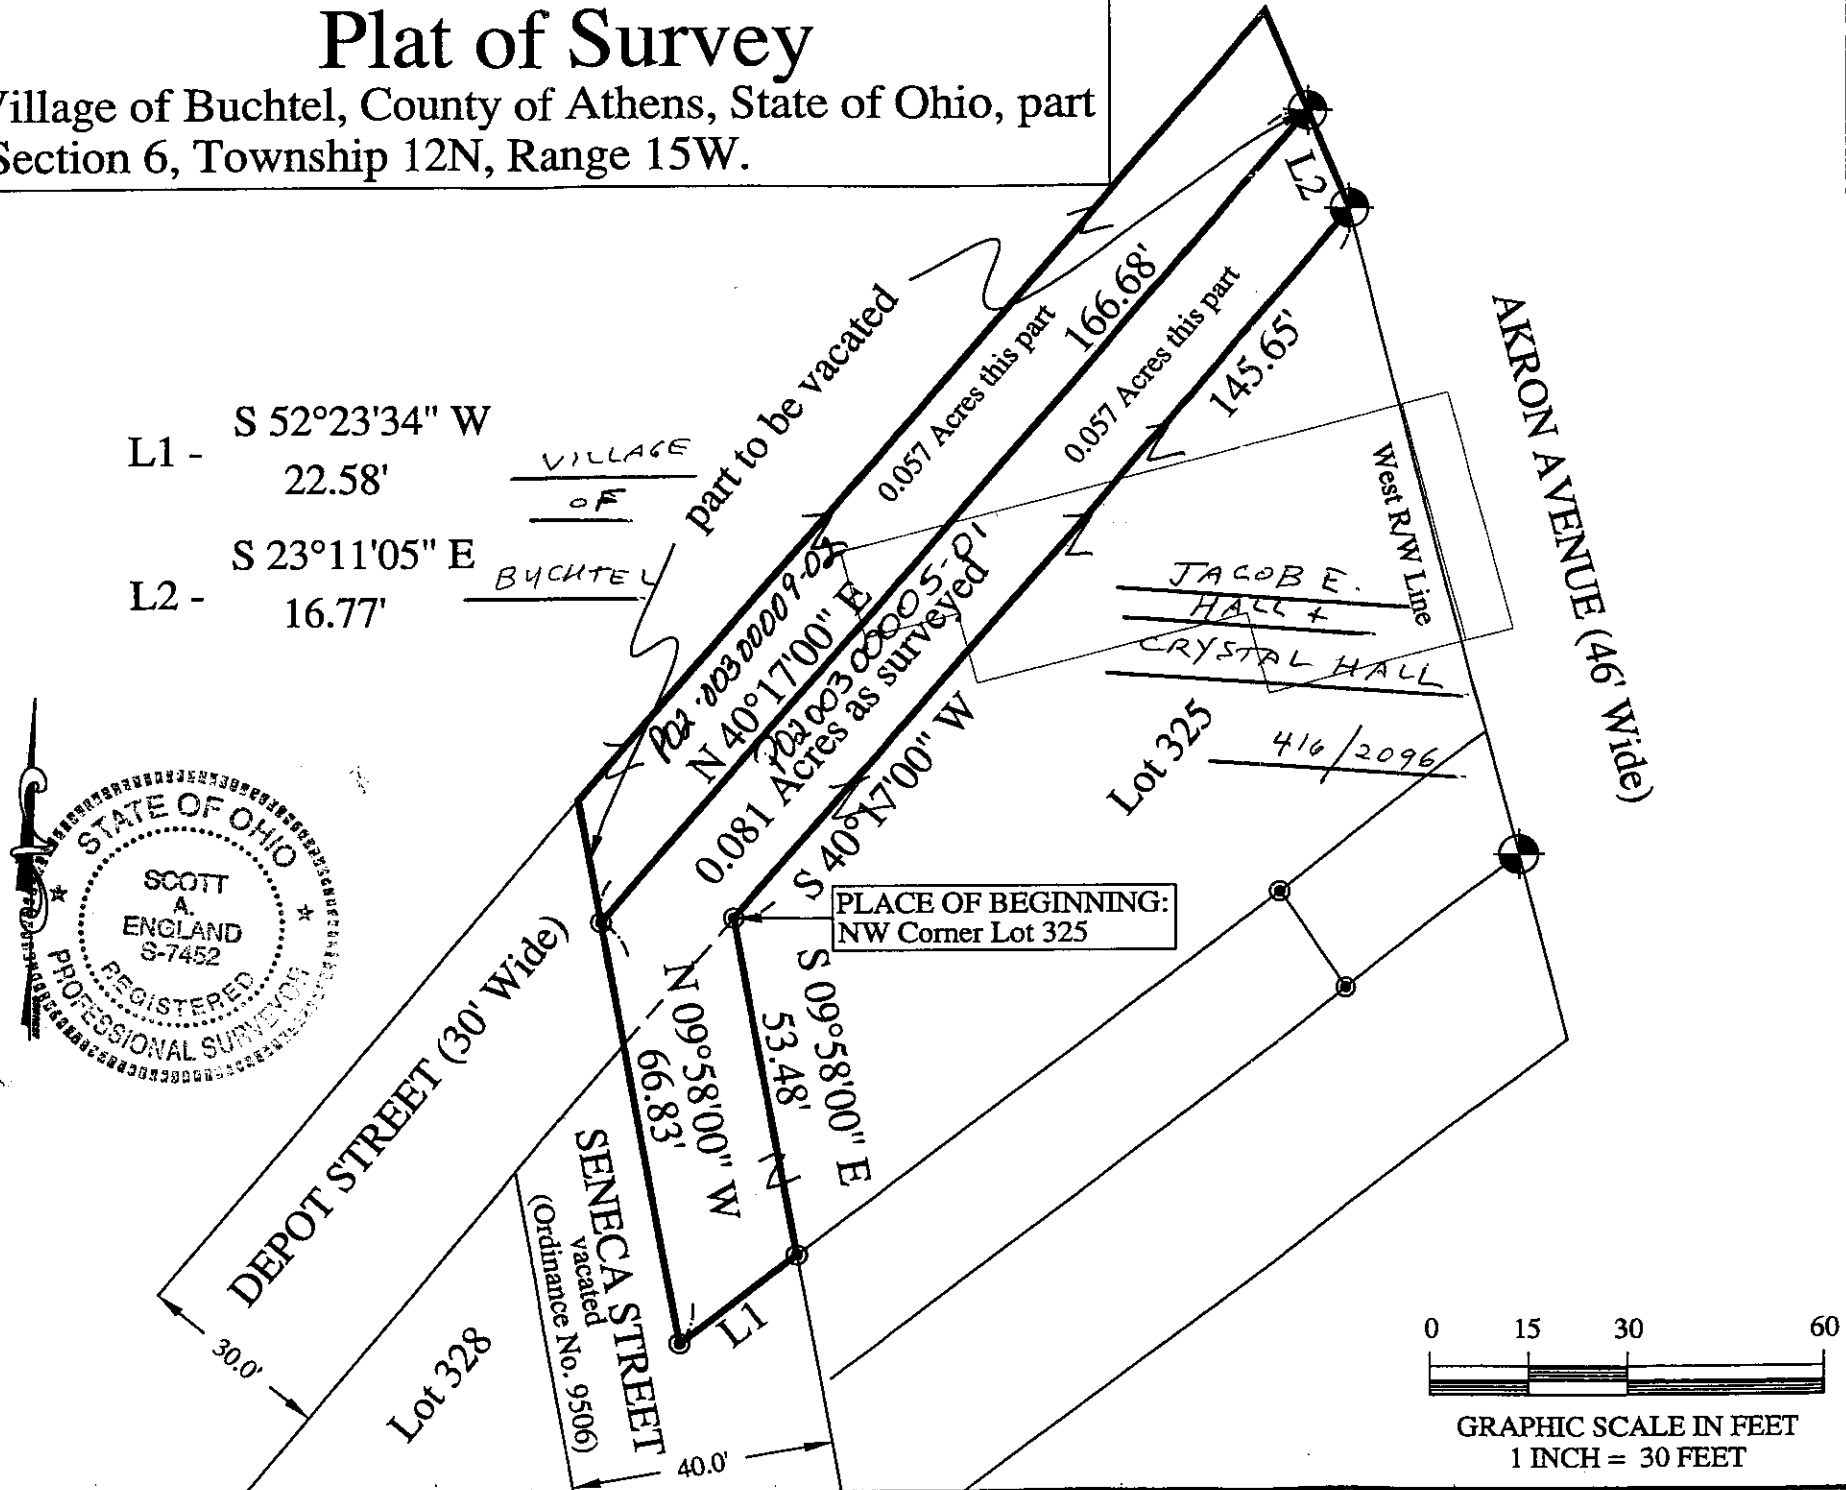 Plat of Survey
Village of Buchtel, County of Athens, State of Ohio, part
Section 6, Township 12N, Range 15W.
L1 - S 52°23'34" W
22.58'
L2 - S 23°11'05" E
16.77'
VILLAGE
OF
BUCHTEL
part to be vacated
L2
166.68'
0.057 Acres this part
0.057 Acres this part
145.65'
N 40°17'00" E
0.081 Acres as surveyed
S 40°17'00" W
AKRON AVENUE (46' Wide)
West R/W Line
JACOB E.
HALL +
CRYSTAL HALL
416/2096
Lot 325
STATE OF OHIO
SCOTT
A.
ENGLAND
S-7452
REGISTERED
PROFESSIONAL SURVEYOR
PLACE OF BEGINNING:
NW Corner Lot 325
DEPOT STREET (30' Wide)
30.0'
Lot 328
N 09°58'00" W
66.83'
S 09°58'00" E
53.48'
L1
SENECA STREET
vacated
(Ordinance No. 9506)
40.0'
0 15 30 60
GRAPHIC SCALE IN FEET
1 INCH = 30 FEET